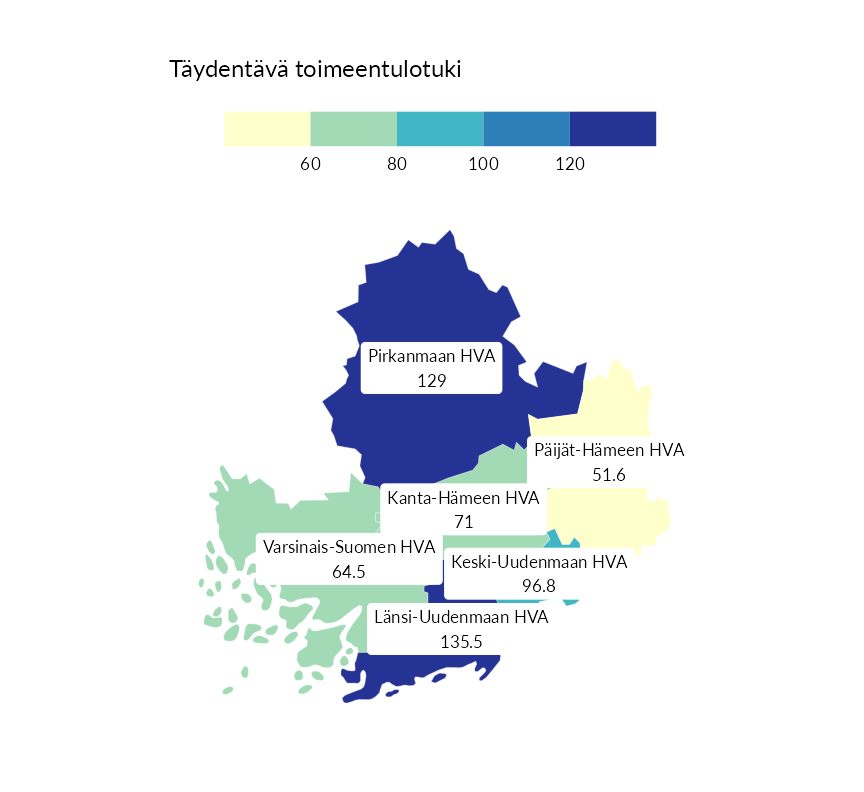 Täydentävä toimeentulotuki
60 80 100 120
Pirkanmaan HVA
129
Päijät-Hämeen HVA
51.6
Kanta-Hämeen HVA
71
Varsinais-Suomen HVA
64.5
Keski-Uudenmaan HVA
96.8
Länsi-Uudenmaan HVA
135.5